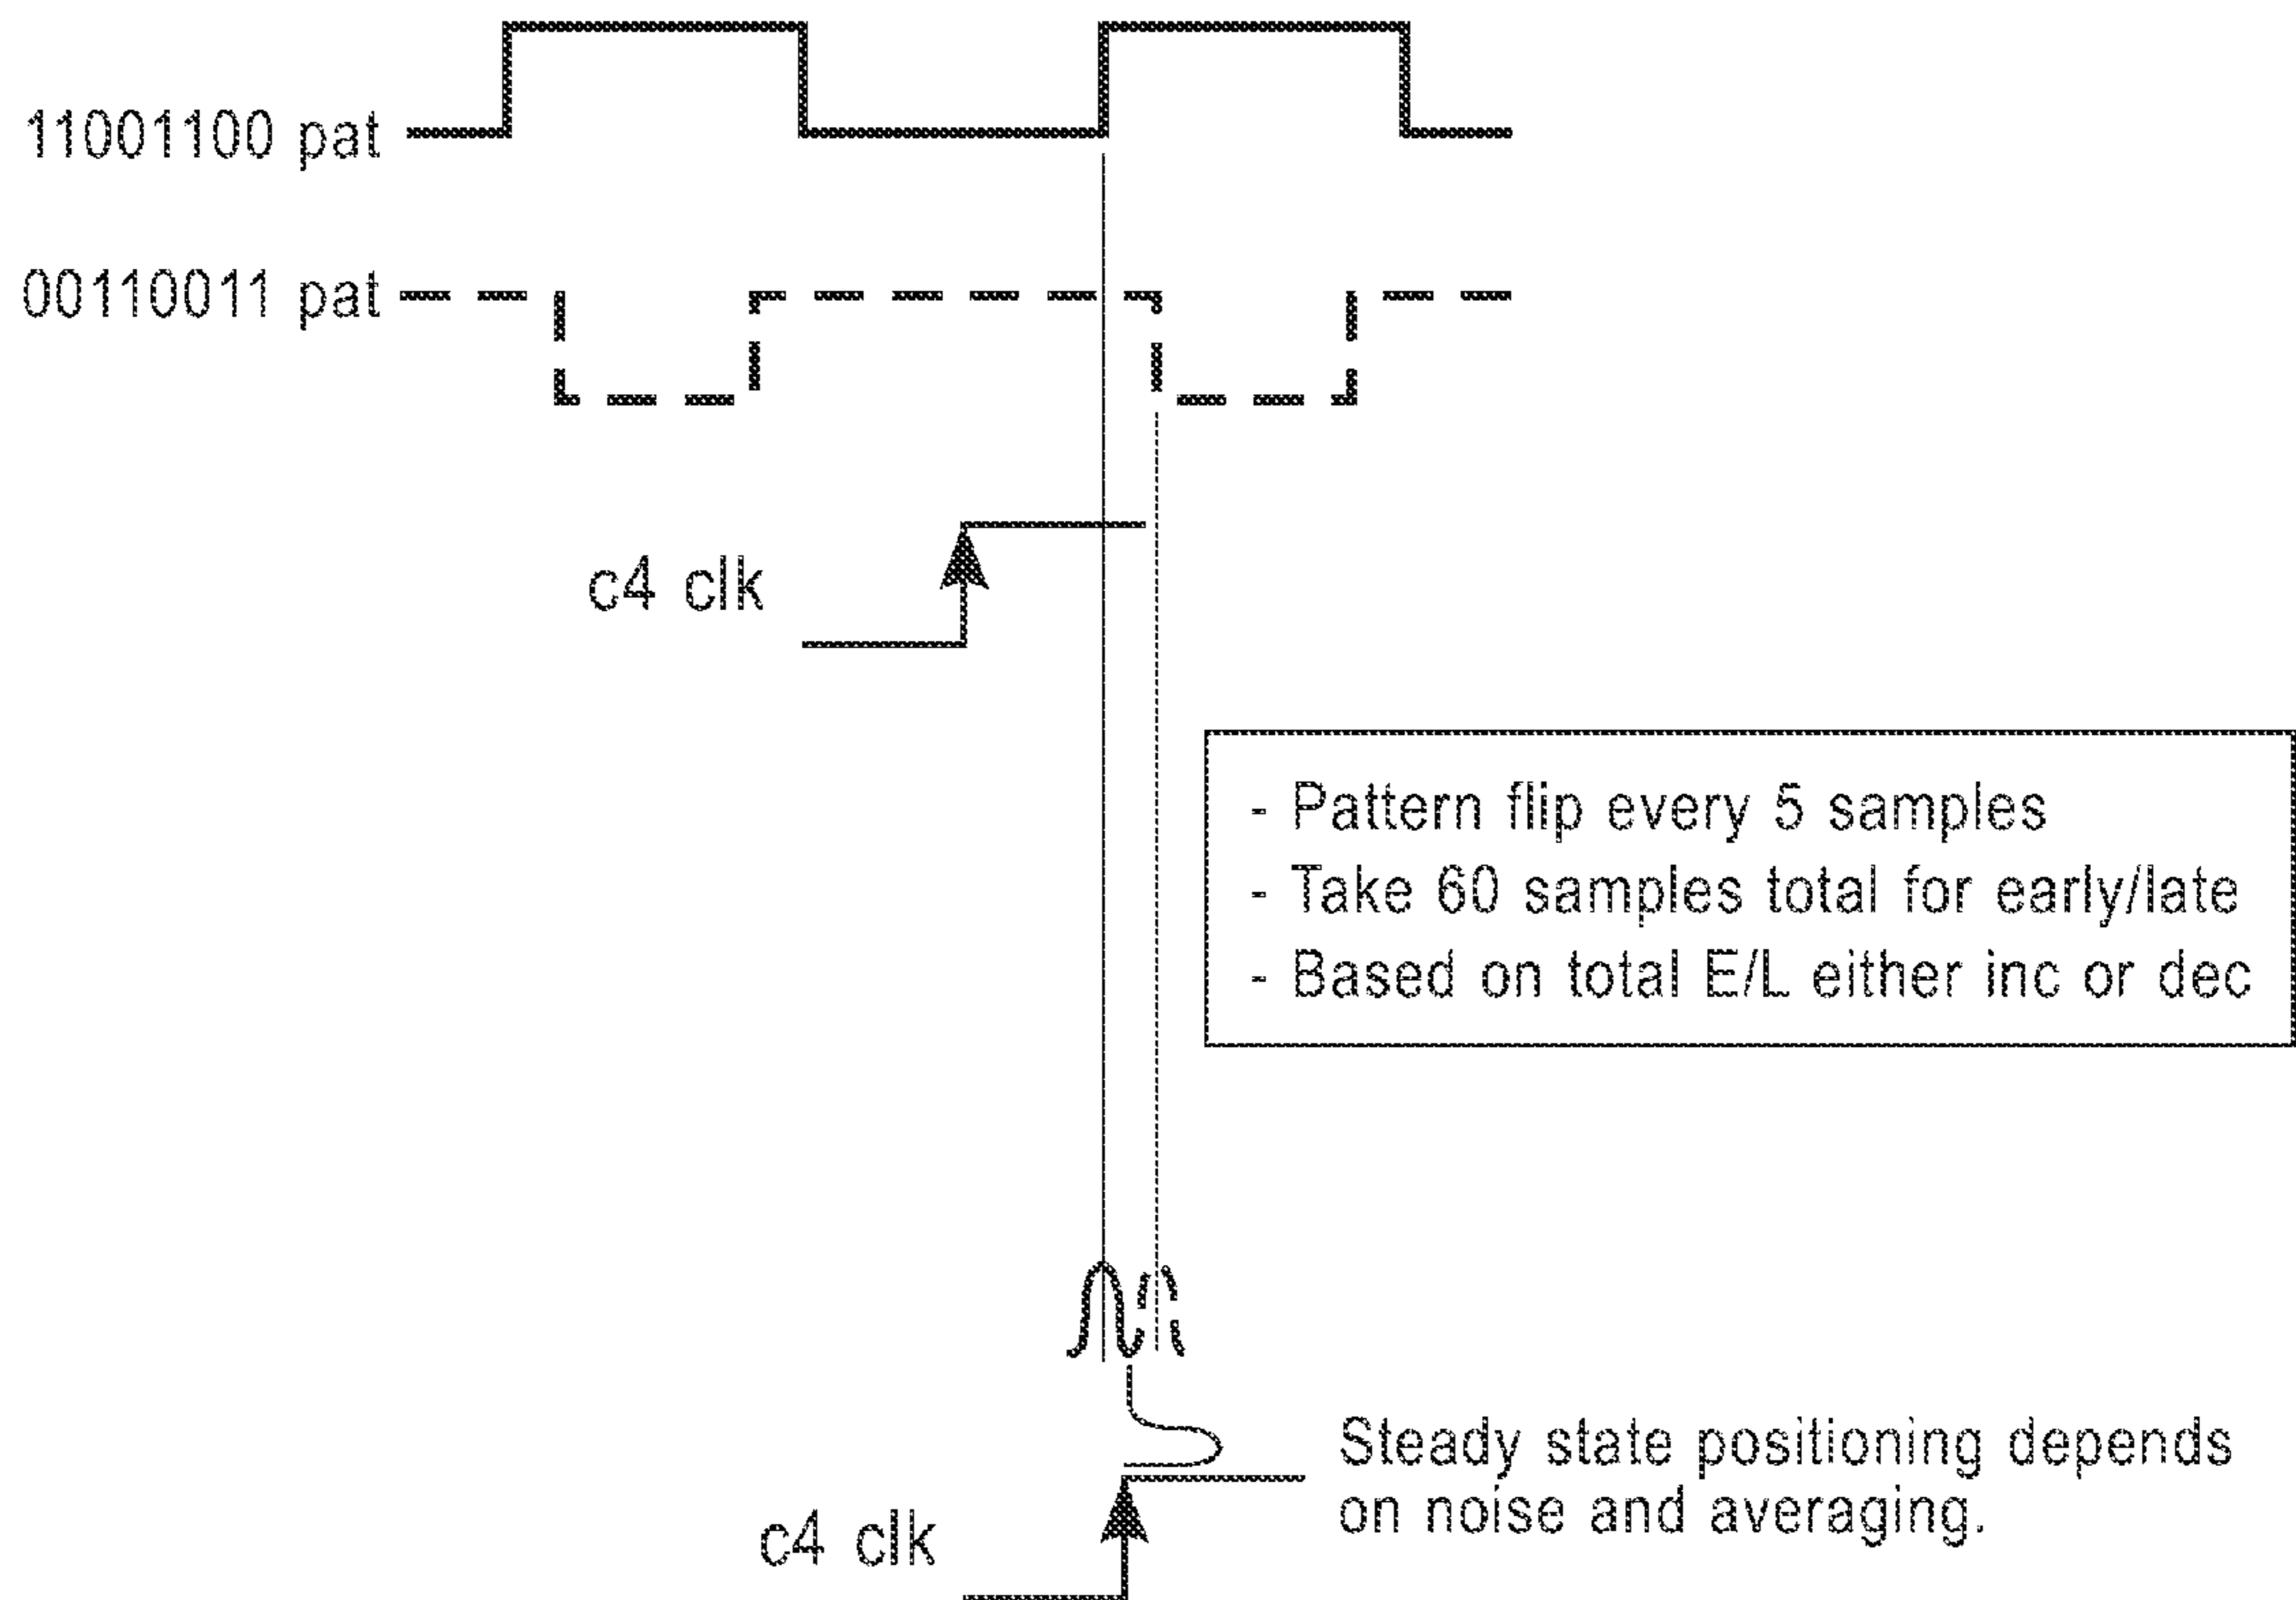 11001100 pat
00110011 pat
c4 clk
- Pattern flip every 5 samples
- Take 60 samples total for early/late
- Based on total E/L either inc or dec
Steady state positioning depends
on noise and averaging.
c4 clk